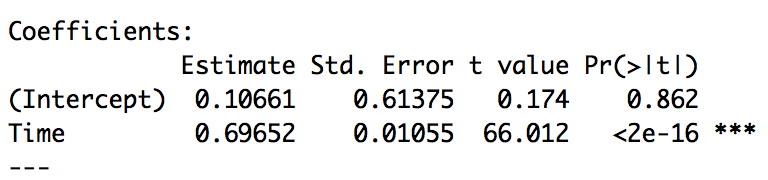 Coefficients:
            Estimate Std. Error t value Pr(>|t|)
(Intercept)  0.10661    0.61375   0.174    0.862
Time         0.69652    0.01055  66.012   <2e-16 ***
---